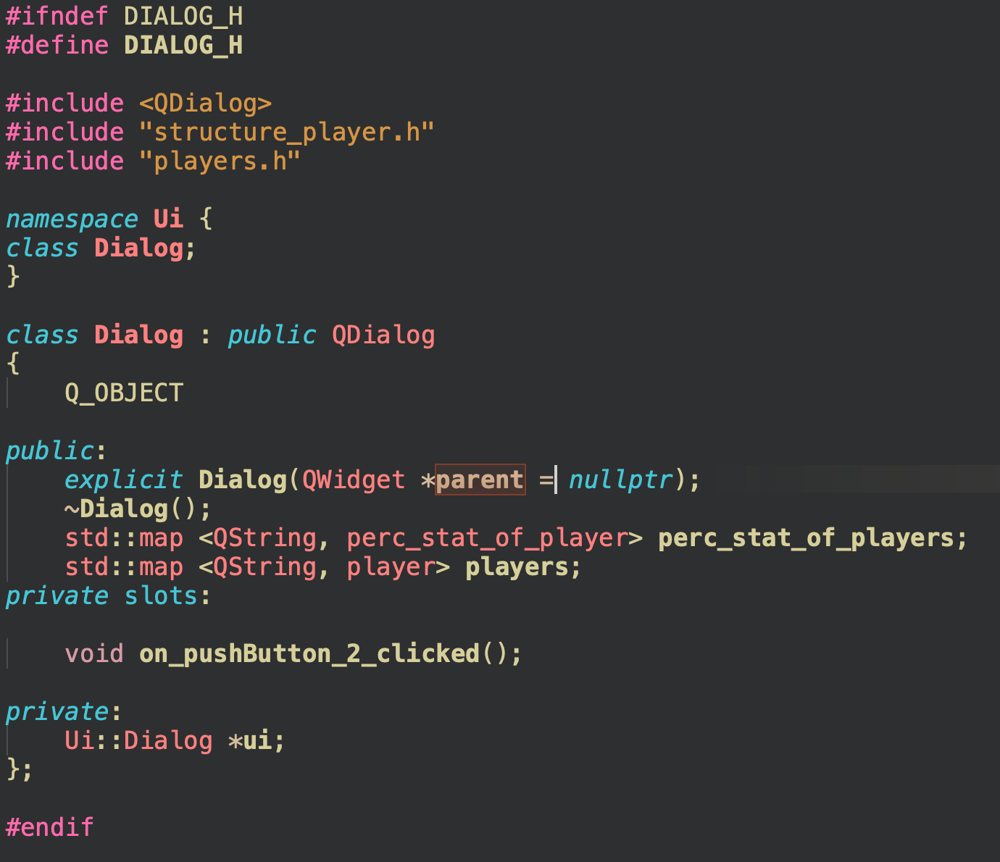 #ifndef DIALOG_H
#define DIALOG_H

#include <QDialog>
#include "structure_player.h"
#include "players.h"

namespace Ui {
class Dialog;
}

class Dialog : public QDialog
{
    Q_OBJECT

public:
    explicit Dialog(QWidget *parent = nullptr);
    ~Dialog();
    std::map <QString, perc_stat_of_player> perc_stat_of_players;
    std::map <QString, player> players;
private slots:

    void on_pushButton_2_clicked();

private:
    Ui::Dialog *ui;
};

#endif